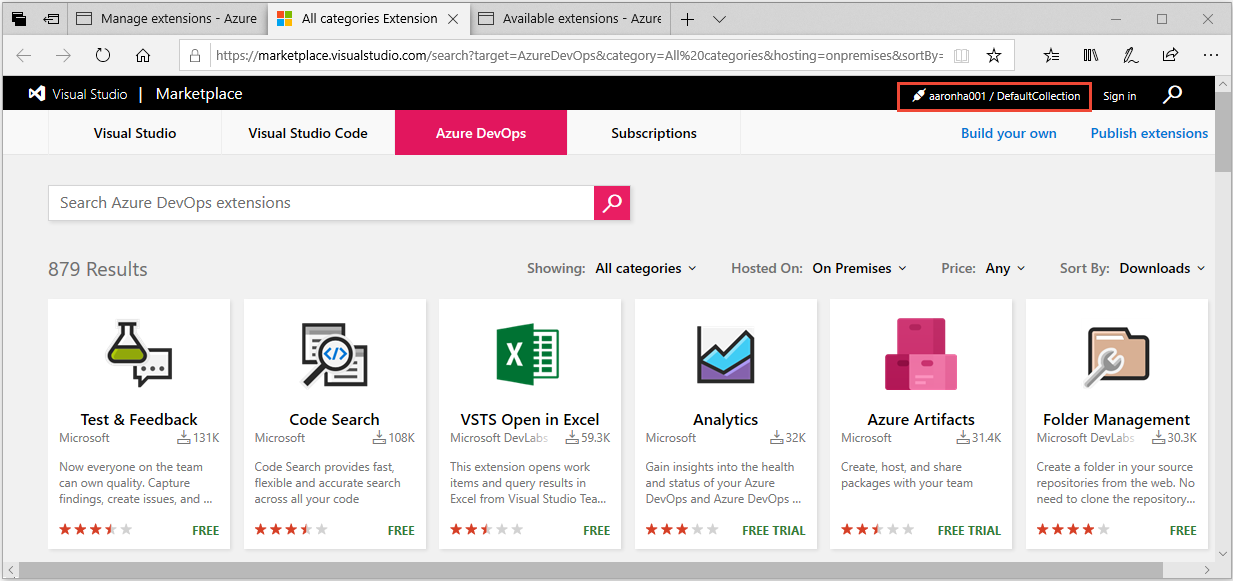 Manage extensions - Azure
All categories Extension
Available extensions - Azure
https://marketplace.visualstudio.com/search?target=AzureDevOps&category=All%20categories&hosting=onpremises&sortBy=
Visual Studio | Marketplace
aaronha001 / DefaultCollection
Sign in
Visual Studio
Visual Studio Code
Azure DevOps
Subscriptions
Build your own
Publish extensions
Search Azure DevOps extensions
879 Results
Showing: All categories
Hosted On: On Premises
Price: Any
Sort By: Downloads
Test & Feedback
Microsoft 131K
Now everyone on the team
can own quality. Capture
findings, create issues, and ...
FREE
Code Search
Microsoft 108K
Code Search provides fast,
flexible and accurate search
across all your code
FREE
VSTS Open in Excel
Microsoft DevLabs 59.3K
This extension opens work
items and query results in
Excel from Visual Studio Tea...
FREE
Analytics
Microsoft 32K
Gain insights into the health
and status of your Azure
DevOps and Azure DevOps ...
FREE TRIAL
Azure Artifacts
Microsoft 31.4K
Create, host, and share
packages with your team
FREE TRIAL
Folder Management
Microsoft DevLabs 30.3K
Create a folder in your source
repositories from the web. No
need to clone the repository...
FREE